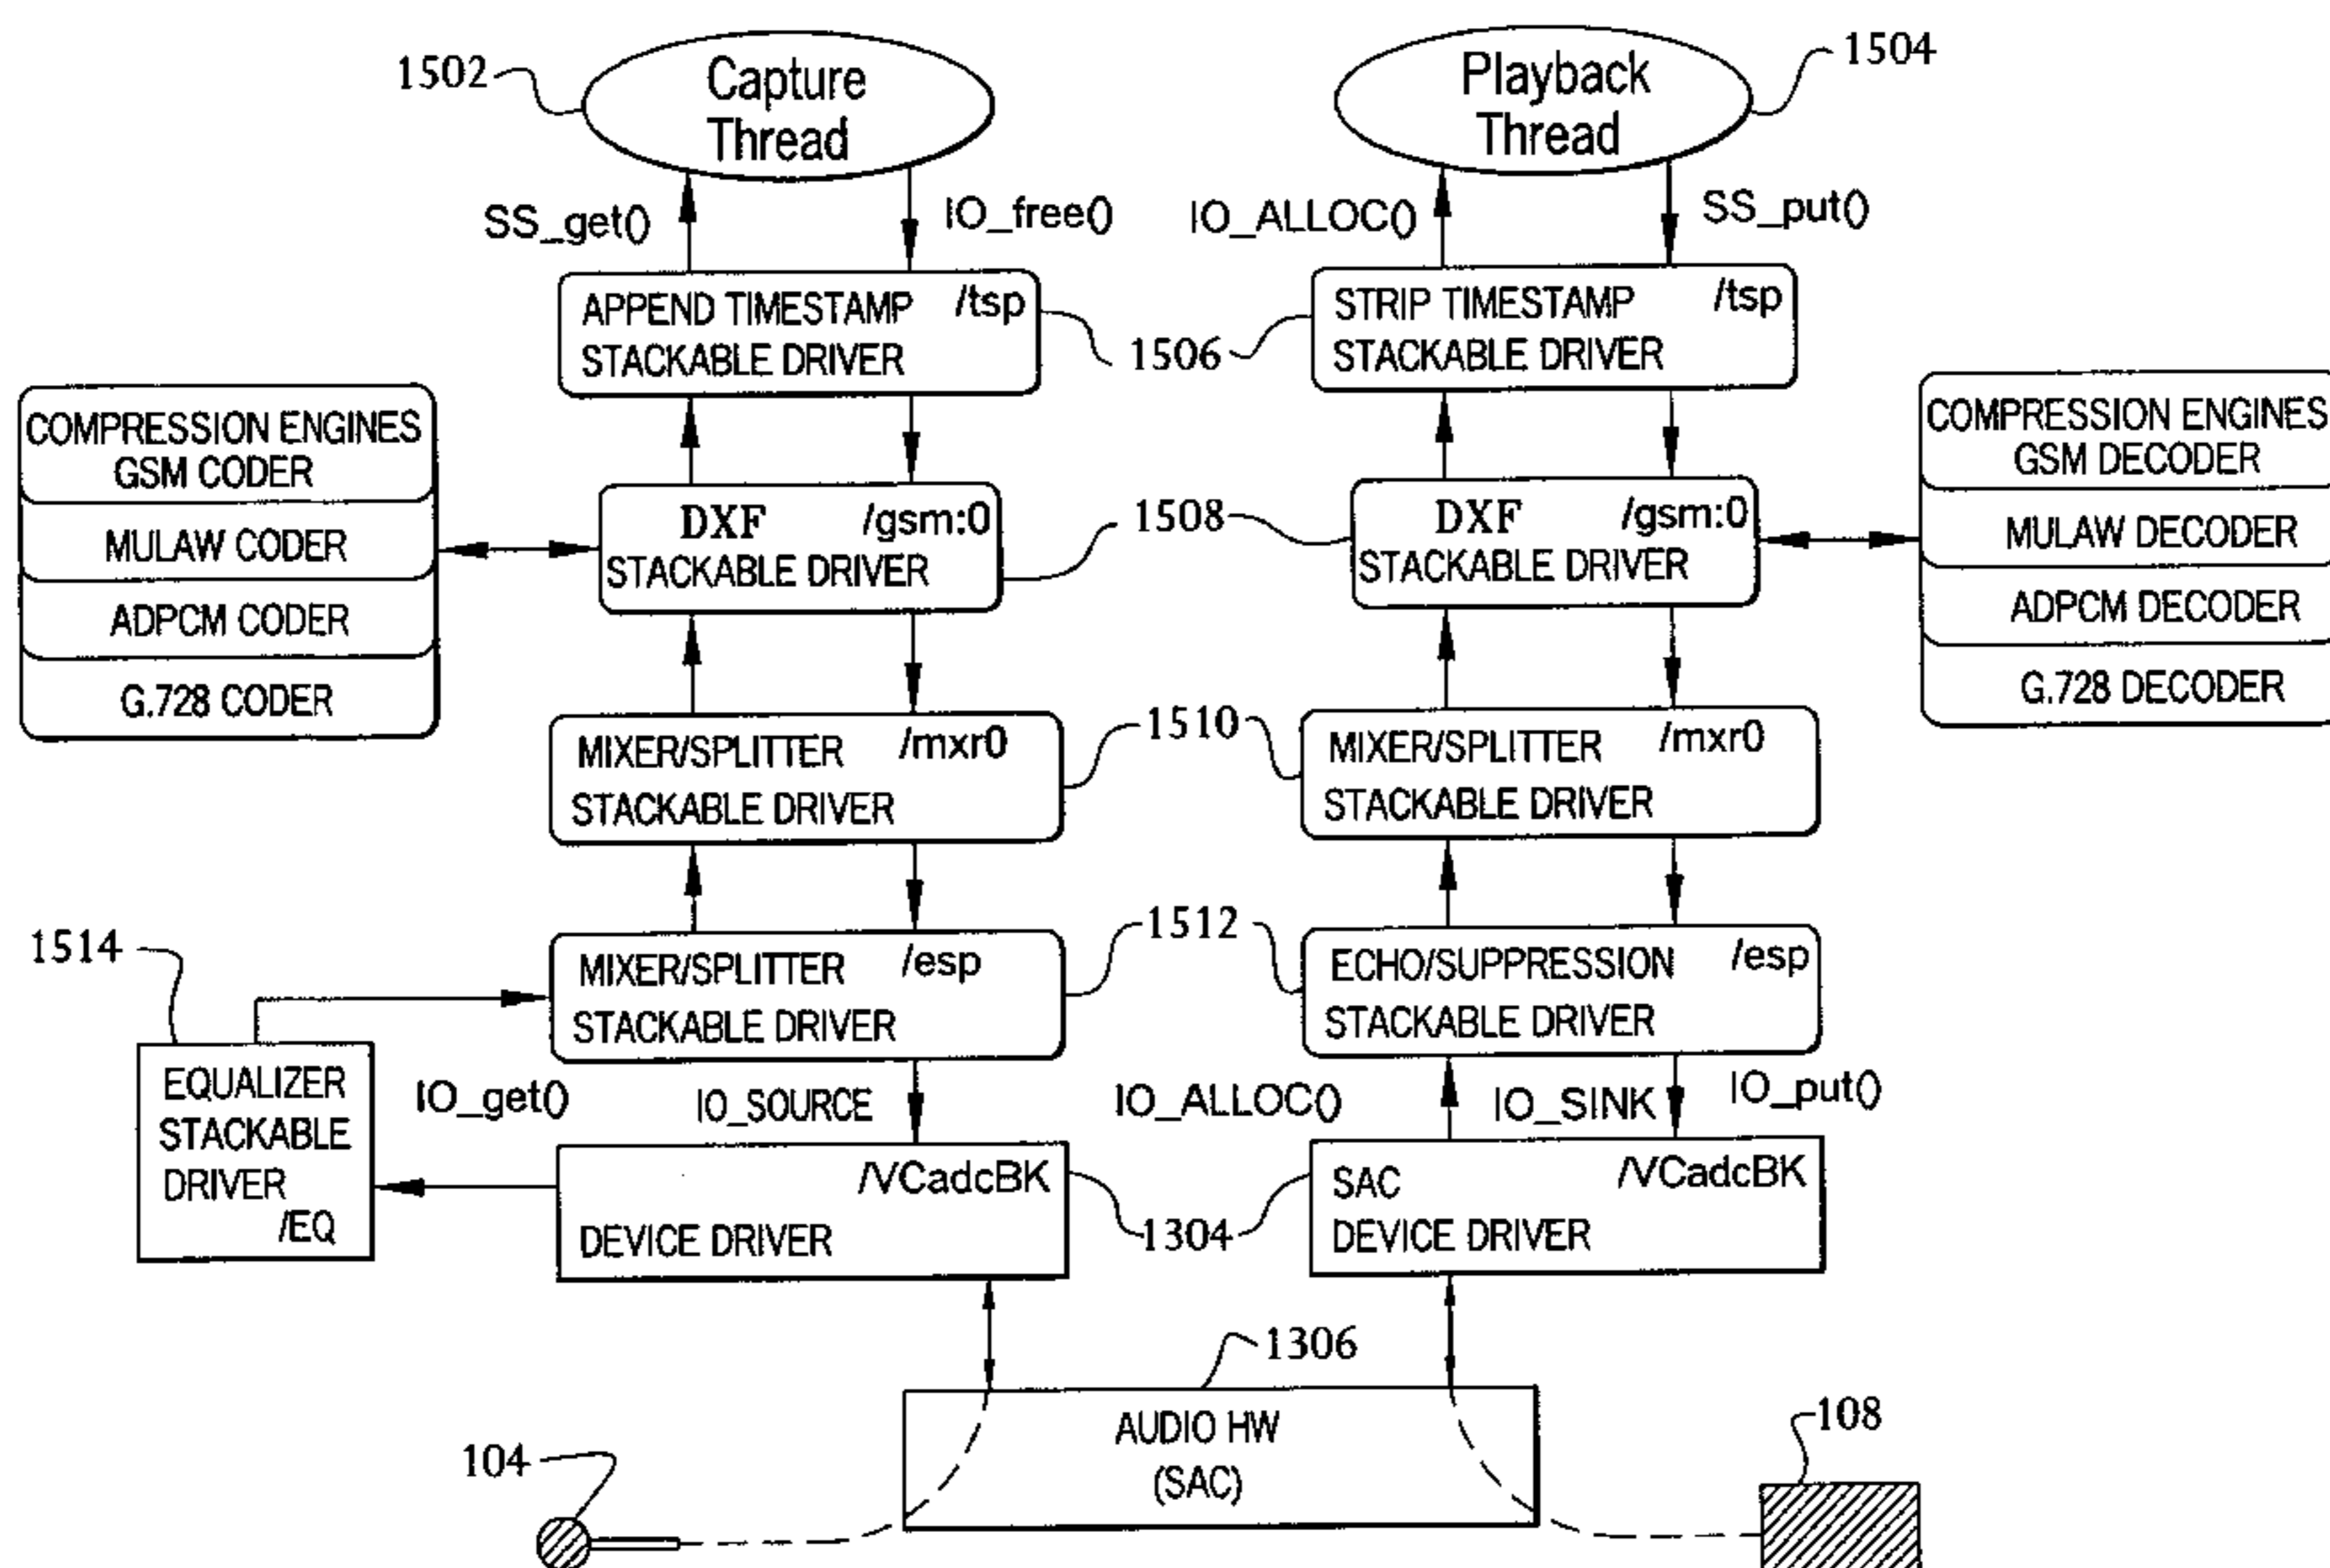 1502
Capture
Thread
Playback
Thread
1504
SS_get()
IO_free()
IO_ALLOC()
SS_put()
APPEND TIMESTAMP /tsp
STACKABLE DRIVER
1506
STRIP TIMESTAMP /tsp
STACKABLE DRIVER
COMPRESSION ENGINES
GSM CODER
MULAW CODER
ADPCM CODER
G.728 CODER
DXF /gsm:0
STACKABLE DRIVER
1508
DXF /gsm:0
STACKABLE DRIVER
COMPRESSION ENGINES
GSM DECODER
MULAW DECODER
ADPCM DECODER
G.728 DECODER
MIXER/SPLITTER /mxr0
STACKABLE DRIVER
1510
MIXER/SPLITTER /mxr0
STACKABLE DRIVER
1514
MIXER/SPLITTER /esp
STACKABLE DRIVER
1512
ECHO/SUPPRESSION /esp
STACKABLE DRIVER
EQUALIZER
STACKABLE
DRIVER
/EQ
IO_get()
IO_SOURCE
IO_ALLOC()
IO_SINK
IO_put()
/VCadcBK
DEVICE DRIVER
1304
SAC /VCadcBK
DEVICE DRIVER
1306
AUDIO HW
(SAC)
104
108